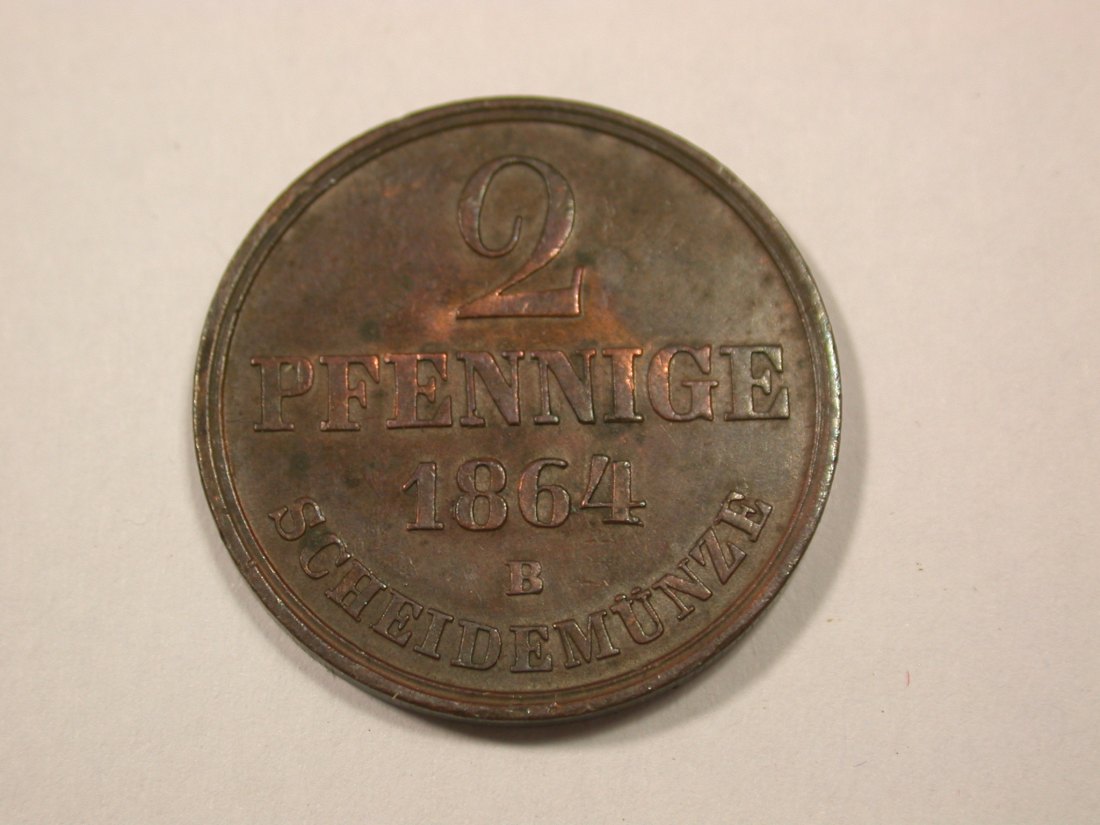 2
PFENNIGE
1864
B
SCHEIDEMÜNZE